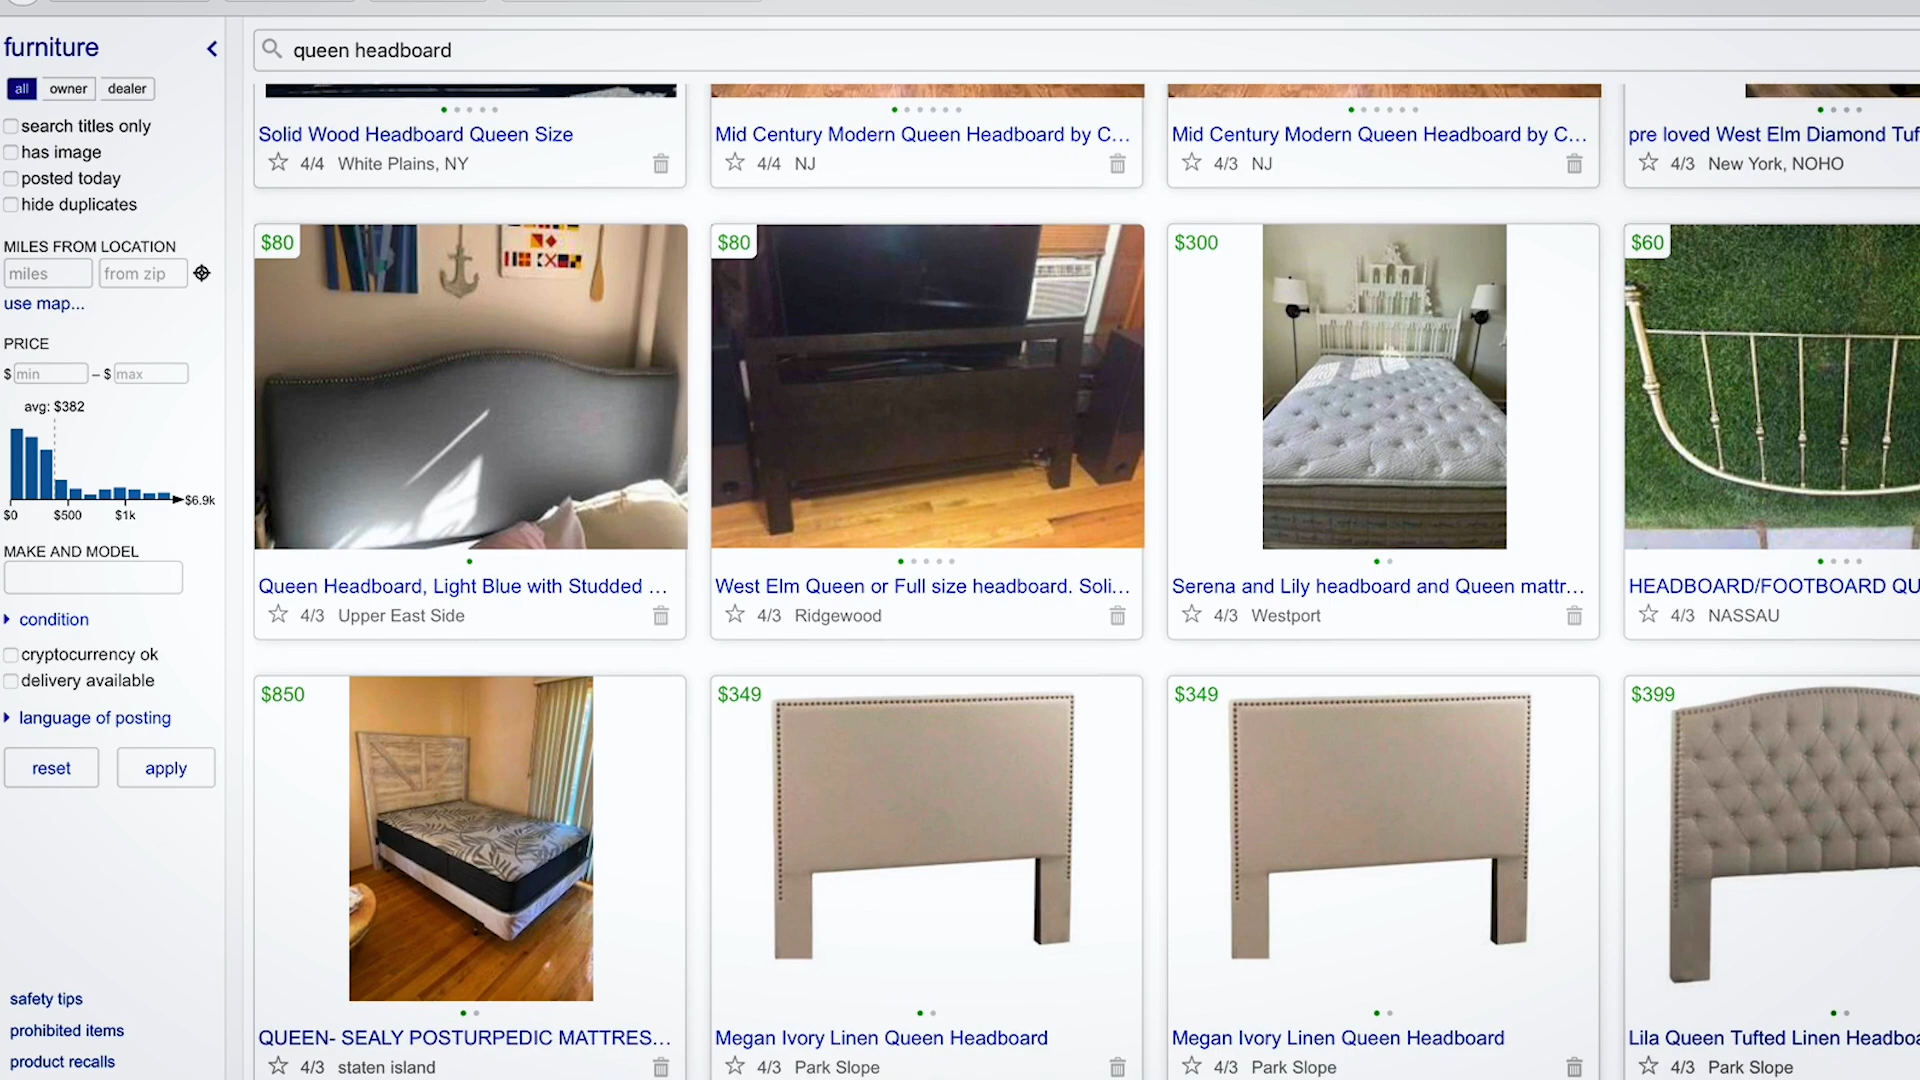 furniture
all owner dealer
search titles only
has image
posted today
hide duplicates
MILES FROM LOCATION
miles from zip
use map...
PRICE
$ min – $ max
avg: $382
$6.9k
$0 $500 $1k
MAKE AND MODEL
condition
cryptocurrency ok
delivery available
language of posting
reset apply
safety tips
prohibited items
product recalls
queen headboard
Solid Wood Headboard Queen Size
4/4 White Plains, NY
Mid Century Modern Queen Headboard by C...
4/4 NJ
Mid Century Modern Queen Headboard by C...
4/3 NJ
pre loved West Elm Diamond Tuf
4/3 New York, NOHO
$80
Queen Headboard, Light Blue with Studded ...
4/3 Upper East Side
$80
West Elm Queen or Full size headboard. Soli...
4/3 Ridgewood
$300
Serena and Lily headboard and Queen mattr...
4/3 Westport
$60
HEADBOARD/FOOTBOARD QU
4/3 NASSAU
$850
QUEEN- SEALY POSTURPEDIC MATTRES...
4/3 staten island
$349
Megan Ivory Linen Queen Headboard
4/3 Park Slope
$349
Megan Ivory Linen Queen Headboard
4/3 Park Slope
$399
Lila Queen Tufted Linen Headboa
4/3 Park Slope